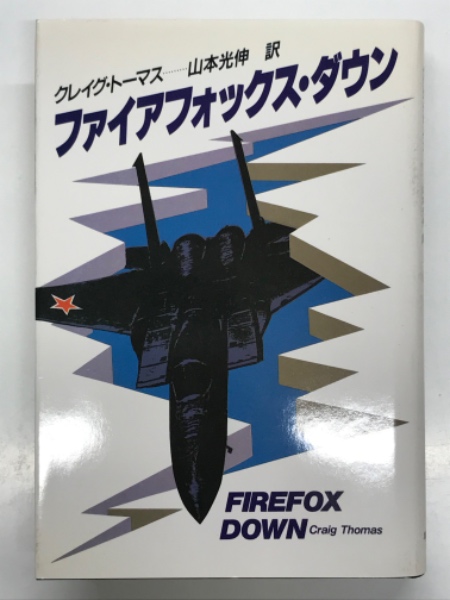 クレイグ・トーマス………山本光伸 訳
ファイアフォックス・ダウン
FIREFOX
DOWN Craig Thomas